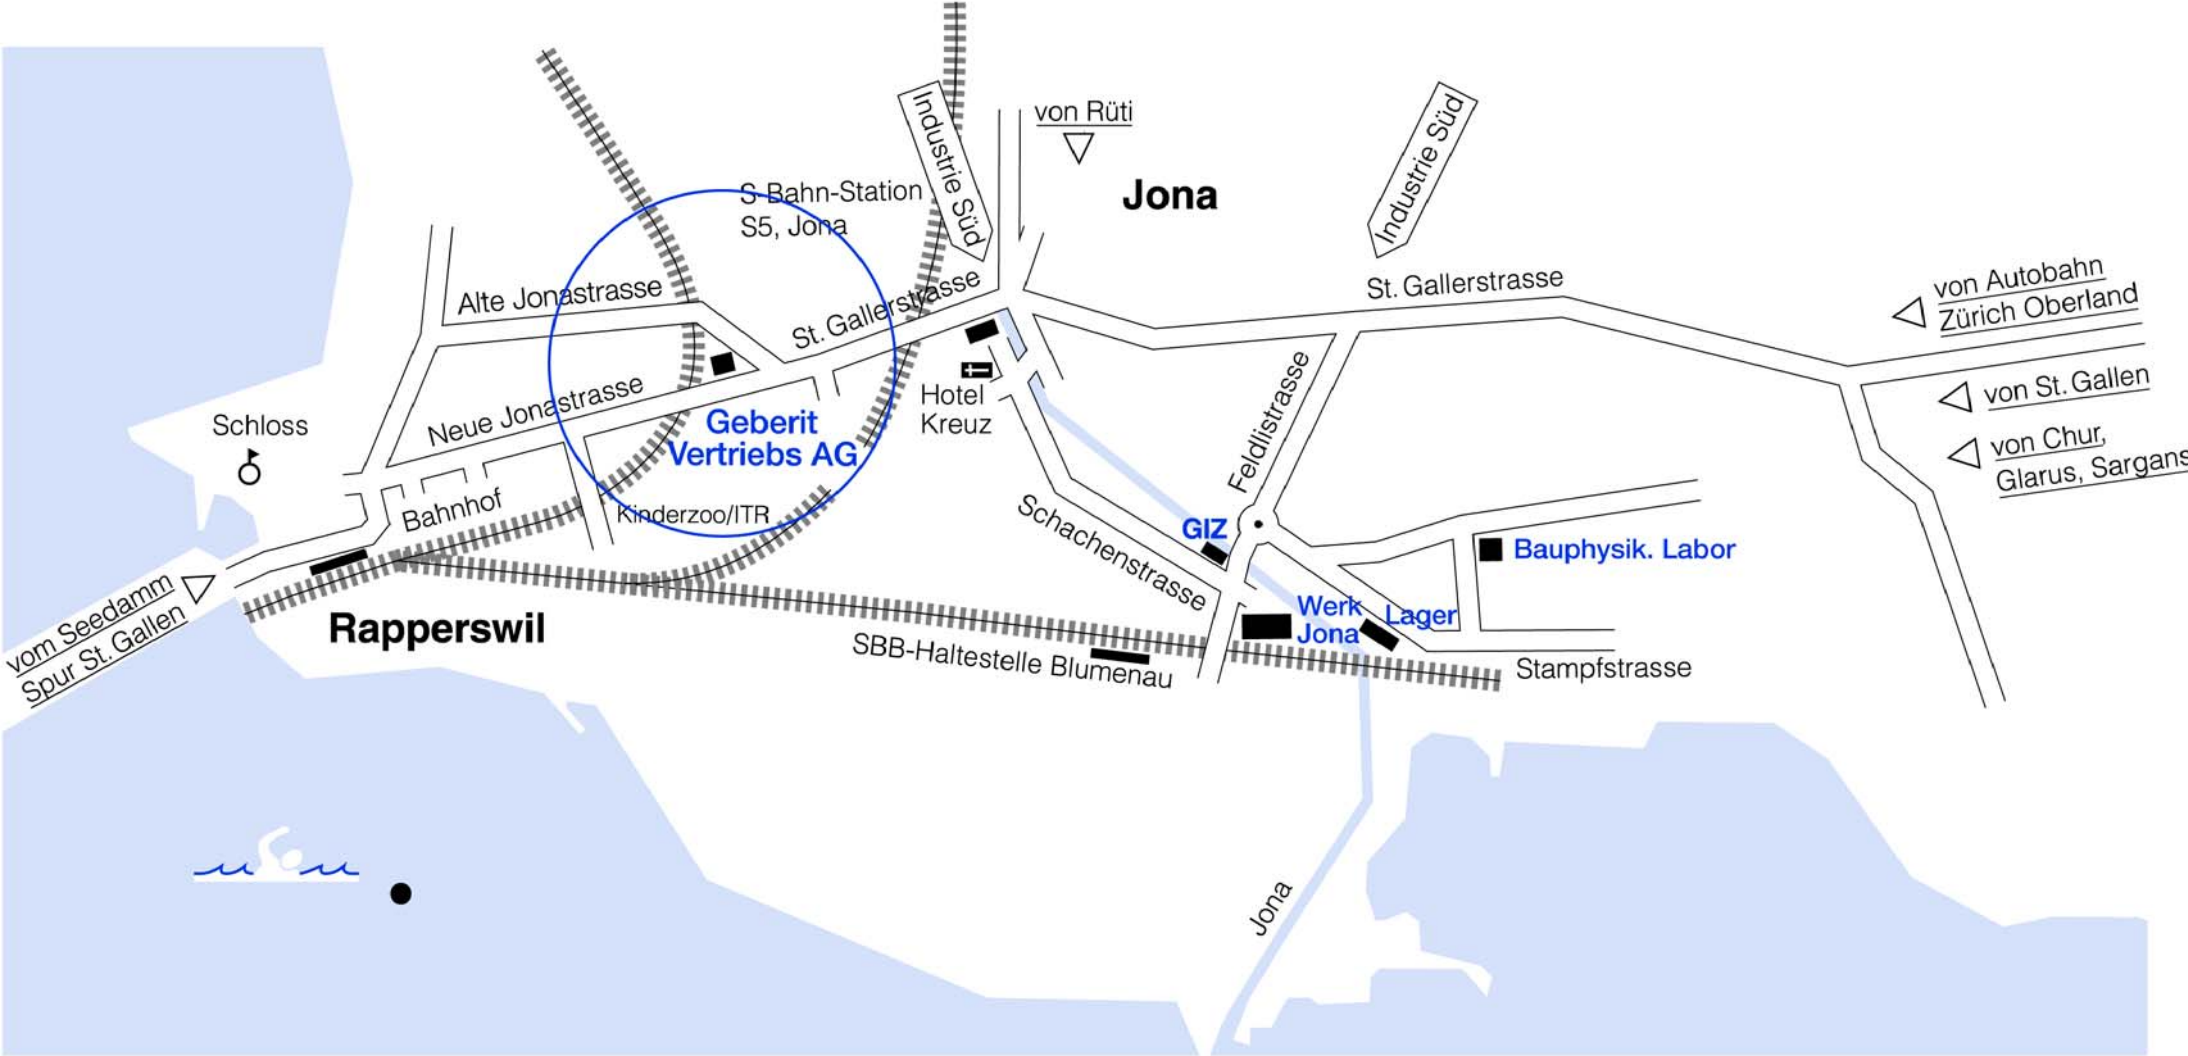 Industrie Süd
von Rüti
Industrie Süd
Jona
S-Bahn-Station
S5, Jona
Alte Jonastrasse
St. Gallerstrasse
St. Gallerstrasse
von Autobahn
Zürich Oberland
von St. Gallen
von Chur,
Glarus, Sargans
Neue Jonastrasse
Hotel
Kreuz
Feldlistrasse
Schloss
Geberit
Vertriebs AG
Bahnhof
Kinderzoo/ITR
Schachenstrasse
GIZ
Bauphysik. Labor
vom Seedamm
Spur St. Gallen
Rapperswil
Werk
Jona
Lager
SBB-Haltestelle Blumenau
Stampfstrasse
Jona